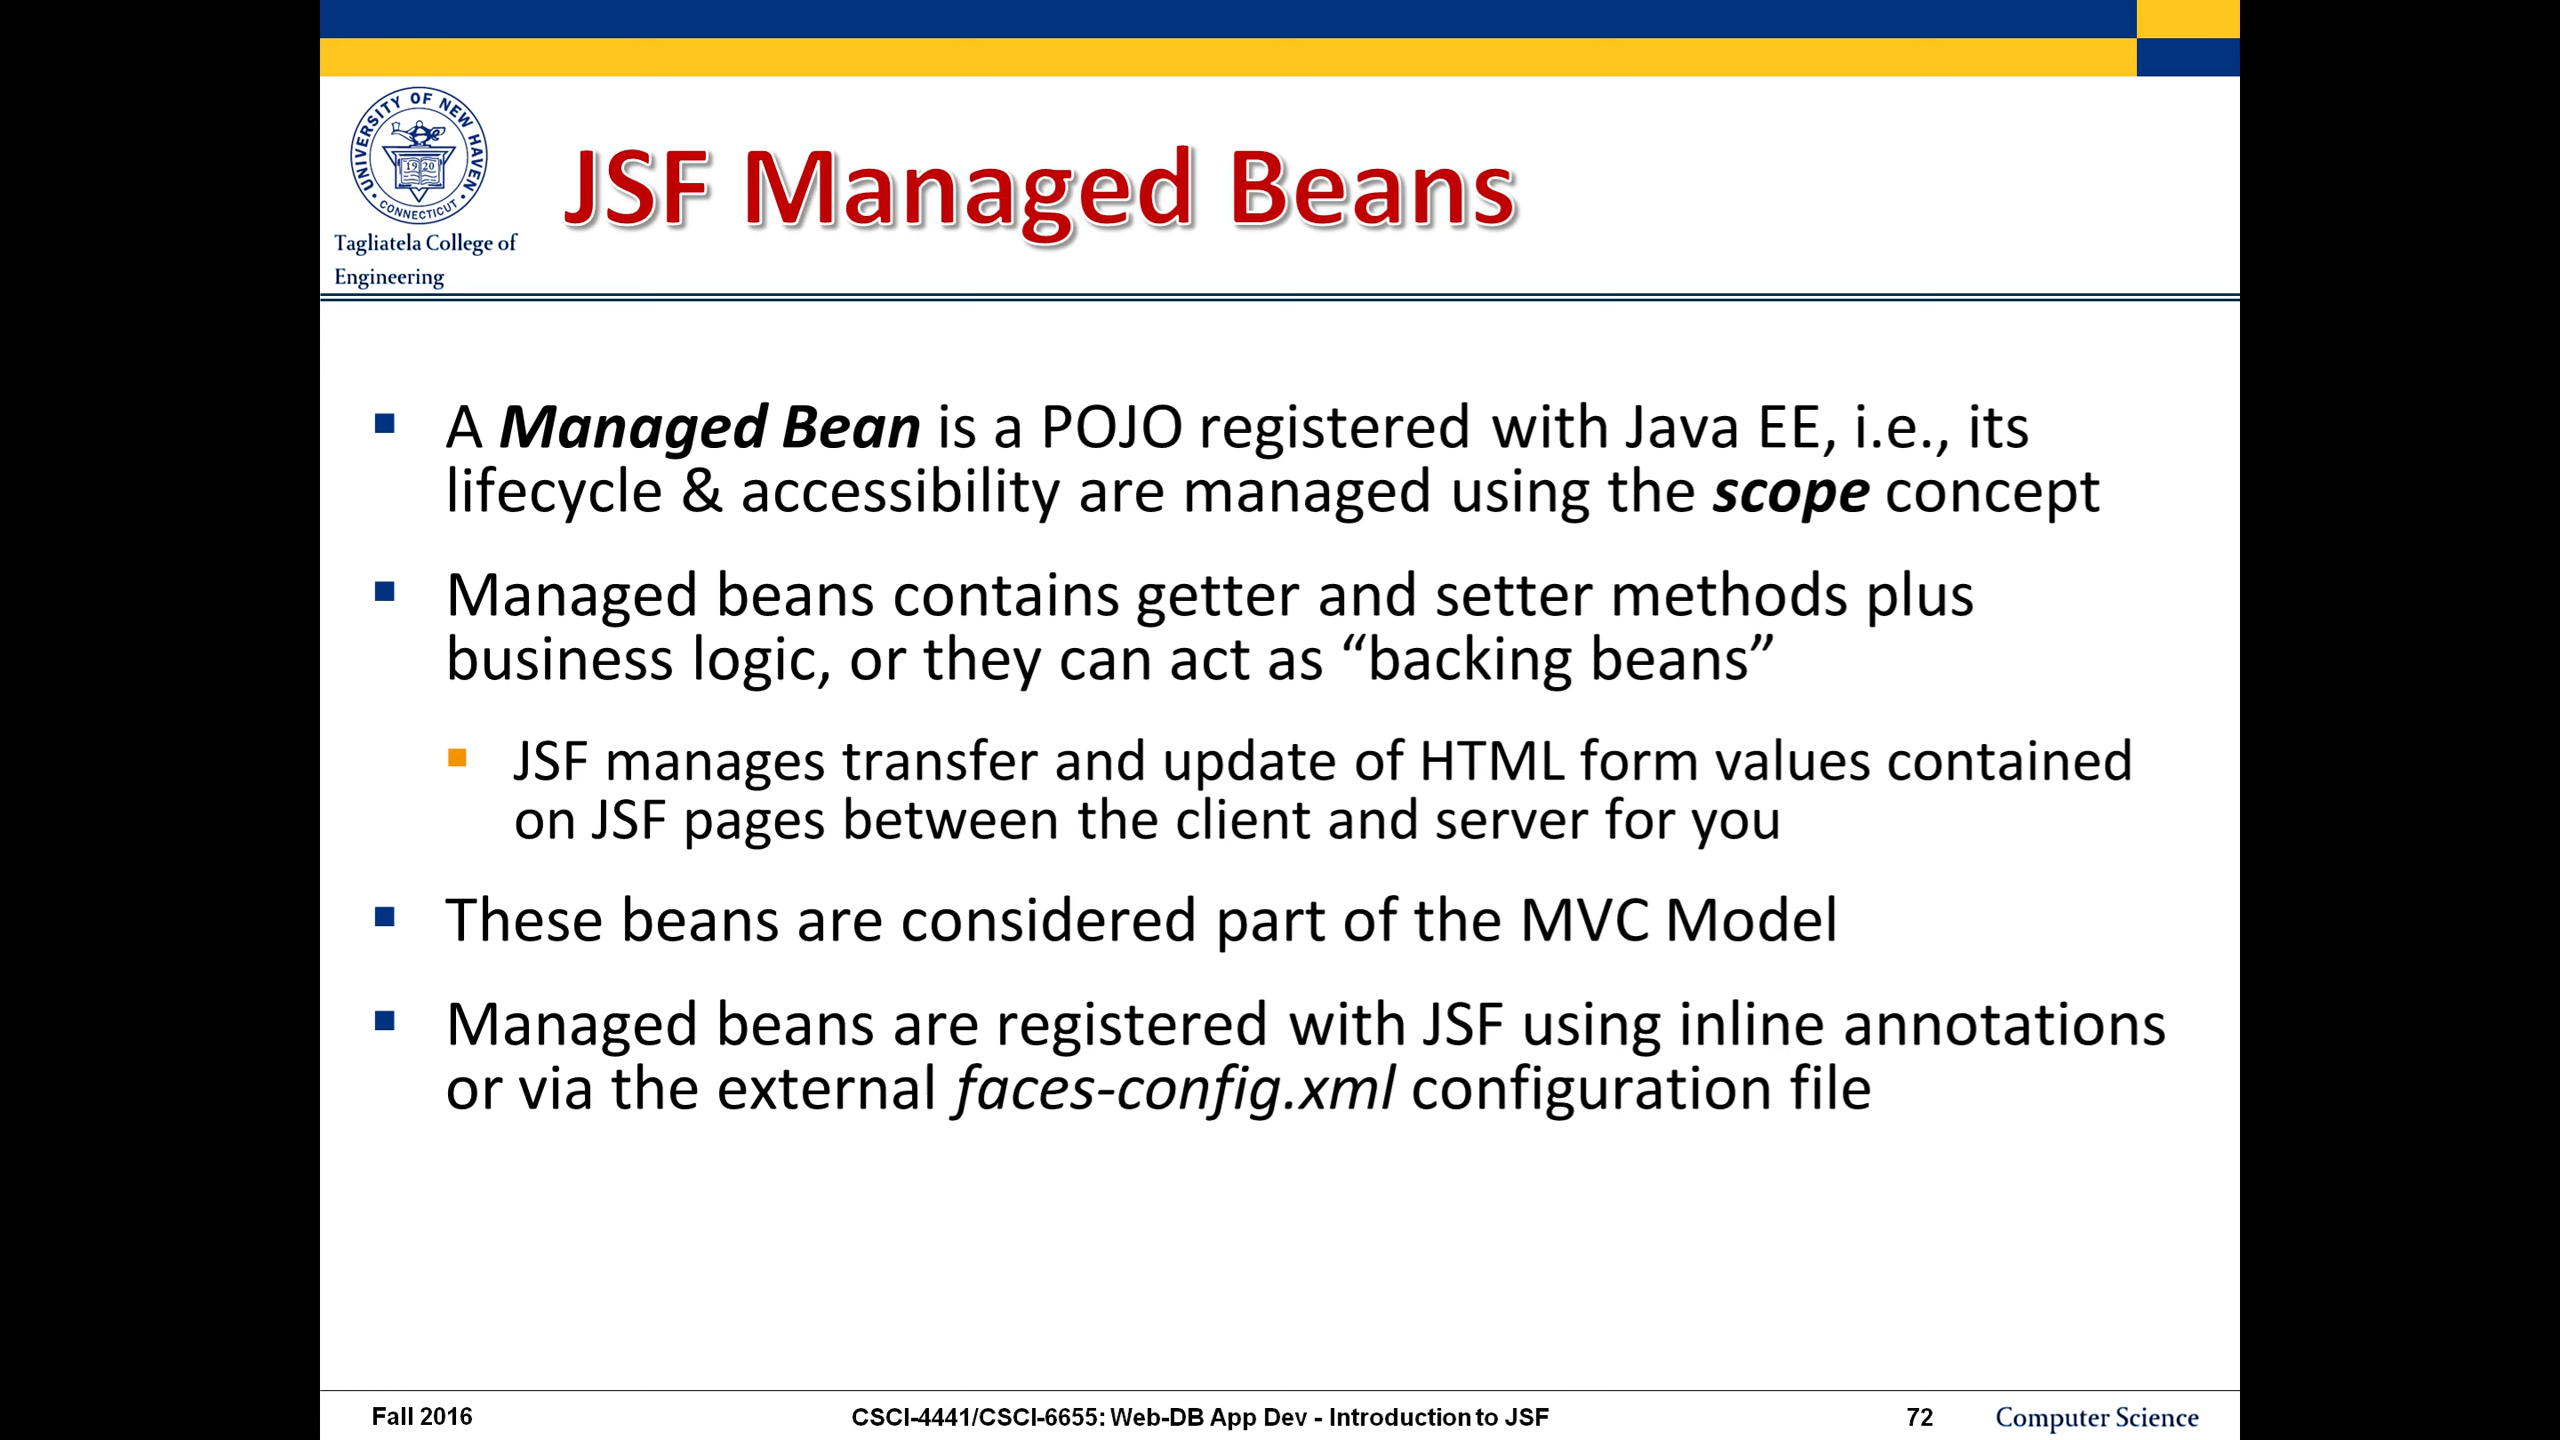 UNIVERSITY OF NEW HAVEN
1920
CONNECTICUT
Tagliatela College of
Engineering
JSF Managed Beans
A Managed Bean is a POJO registered with Java EE, i.e., its
lifecycle & accessibility are managed using the scope concept
Managed beans contains getter and setter methods plus
business logic, or they can act as “backing beans”
JSF manages transfer and update of HTML form values contained
on JSF pages between the client and server for you
These beans are considered part of the MVC Model
Managed beans are registered with JSF using inline annotations
or via the external faces-config.xml configuration file
Fall 2016
CSCI-4441/CSCI-6655: Web-DB App Dev - Introduction to JSF
72
Computer Science